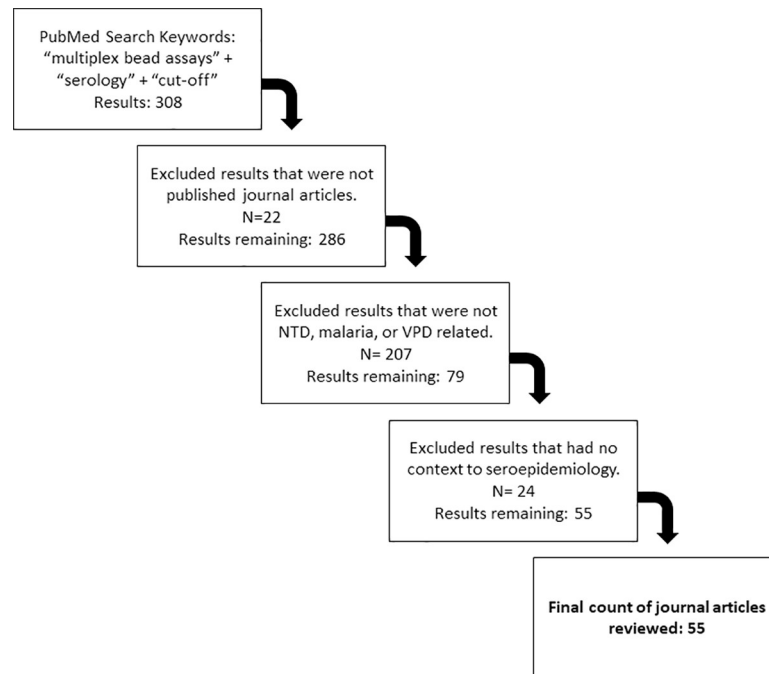 PubMed Search Keywords:
“multiplex bead assays” +
“serology” + “cut-off”
Results: 308
Excluded results that were not
published journal articles.
N=22
Results remaining: 286
Excluded results that were not
NTD, malaria, or VPD related.
N= 207
Results remaining: 79
Excluded results that had no
context to seroepidemiology.
N= 24
Results remaining: 55
Final count of journal articles
reviewed: 55